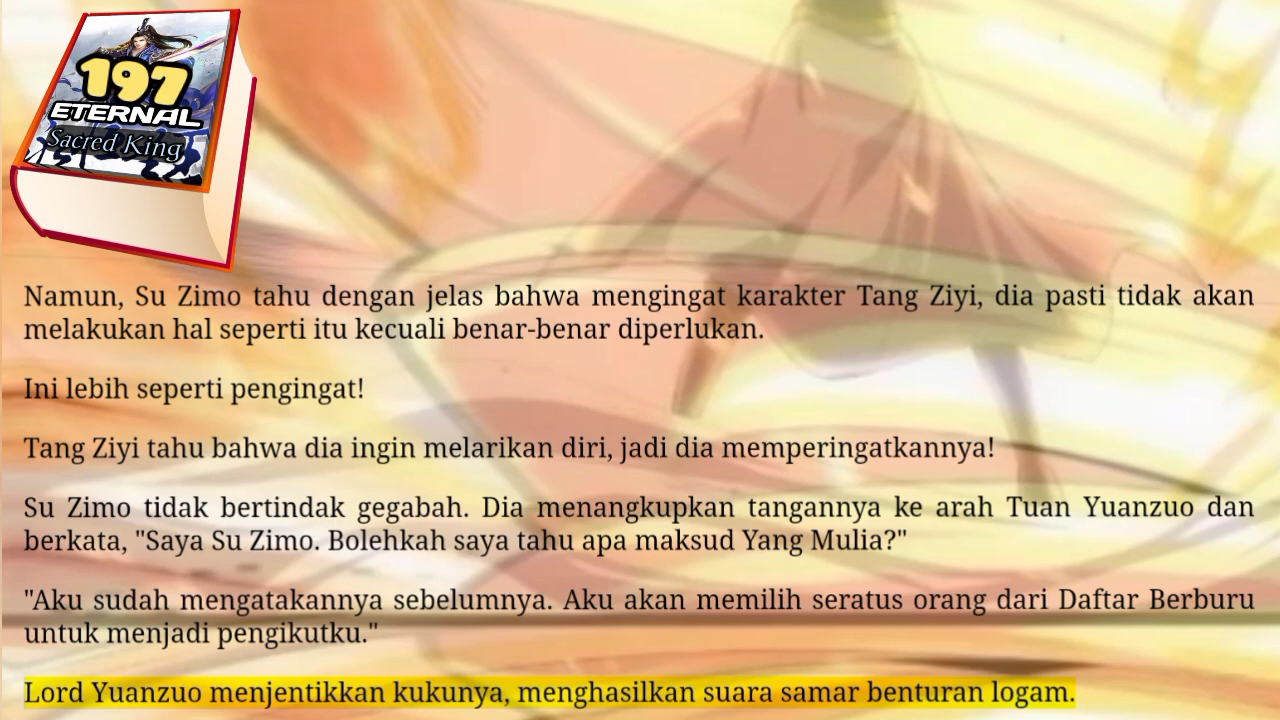 197
ETERNAL
Sacred King
Namun, Su Zimo tahu dengan jelas bahwa mengingat karakter Tang Ziyi, dia pasti tidak akan
melakukan hal seperti itu kecuali benar-benar diperlukan.
Ini lebih seperti pengingat!
Tang Ziyi tahu bahwa dia ingin melarikan diri, jadi dia memperingatkannya!
Su Zimo tidak bertindak gegabah. Dia menangkupkan tangannya ke arah Tuan Yuanzuo dan
berkata, "Saya Su Zimo. Bolehkah saya tahu apa maksud Yang Mulia?"
"Aku sudah mengatakannya sebelumnya. Aku akan memilih seratus orang dari Daftar Berburu
untuk menjadi pengikutku."
Lord Yuanzuo menjentikkan kukunya, menghasilkan suara samar benturan logam.